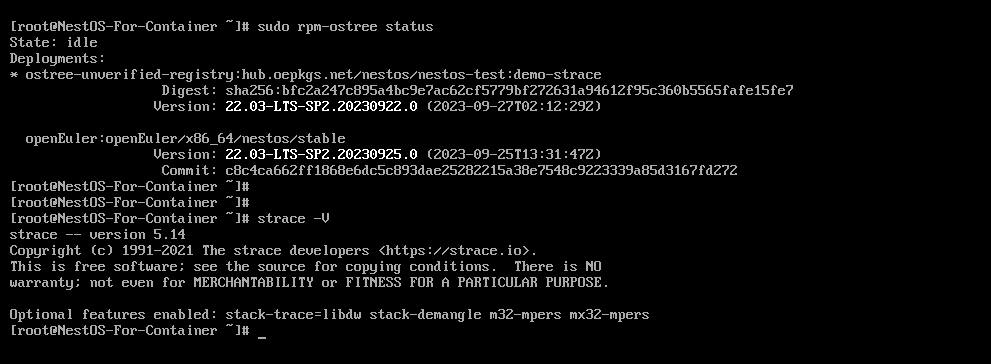 [root@NestOS-For-Container ~]# sudo rpm-ostree status
State: idle
Deployments:
* ostree-unverified-registry:hub.oepkgs.net/nestos/nestos-test:demo-strace
Digest: sha256:bfc2a247c895a4bc9e7ac62cf5779bf272631a94612f95c360b5565fafe15fe7
Version: 22.03-LTS-SP2.20230922.0 (2023-09-27T02:12:29Z)
openEuler:openEuler/x86_64/nestos/stable
Version: 22.03-LTS-SP2.20230925.0 (2023-09-25T13:31:47Z)
Commit: c8c4ca662ff1868e6dc5c893dae25282215a38e7548c9223339a85d3167fd272
[root@NestOS-For-Container ~]#
[root@NestOS-For-Container ~]#
[root@NestOS-For-Container ~]# strace -V
strace -- version 5.14
Copyright (c) 1991-2021 The strace developers <https://strace.io>.
This is free software; see the source for copying conditions.  There is NO
warranty; not even for MERCHANTABILITY or FITNESS FOR A PARTICULAR PURPOSE.
Optional features enabled: stack-trace=libdw stack-demangle m32-mpers mx32-mpers
[root@NestOS-For-Container ~]# _